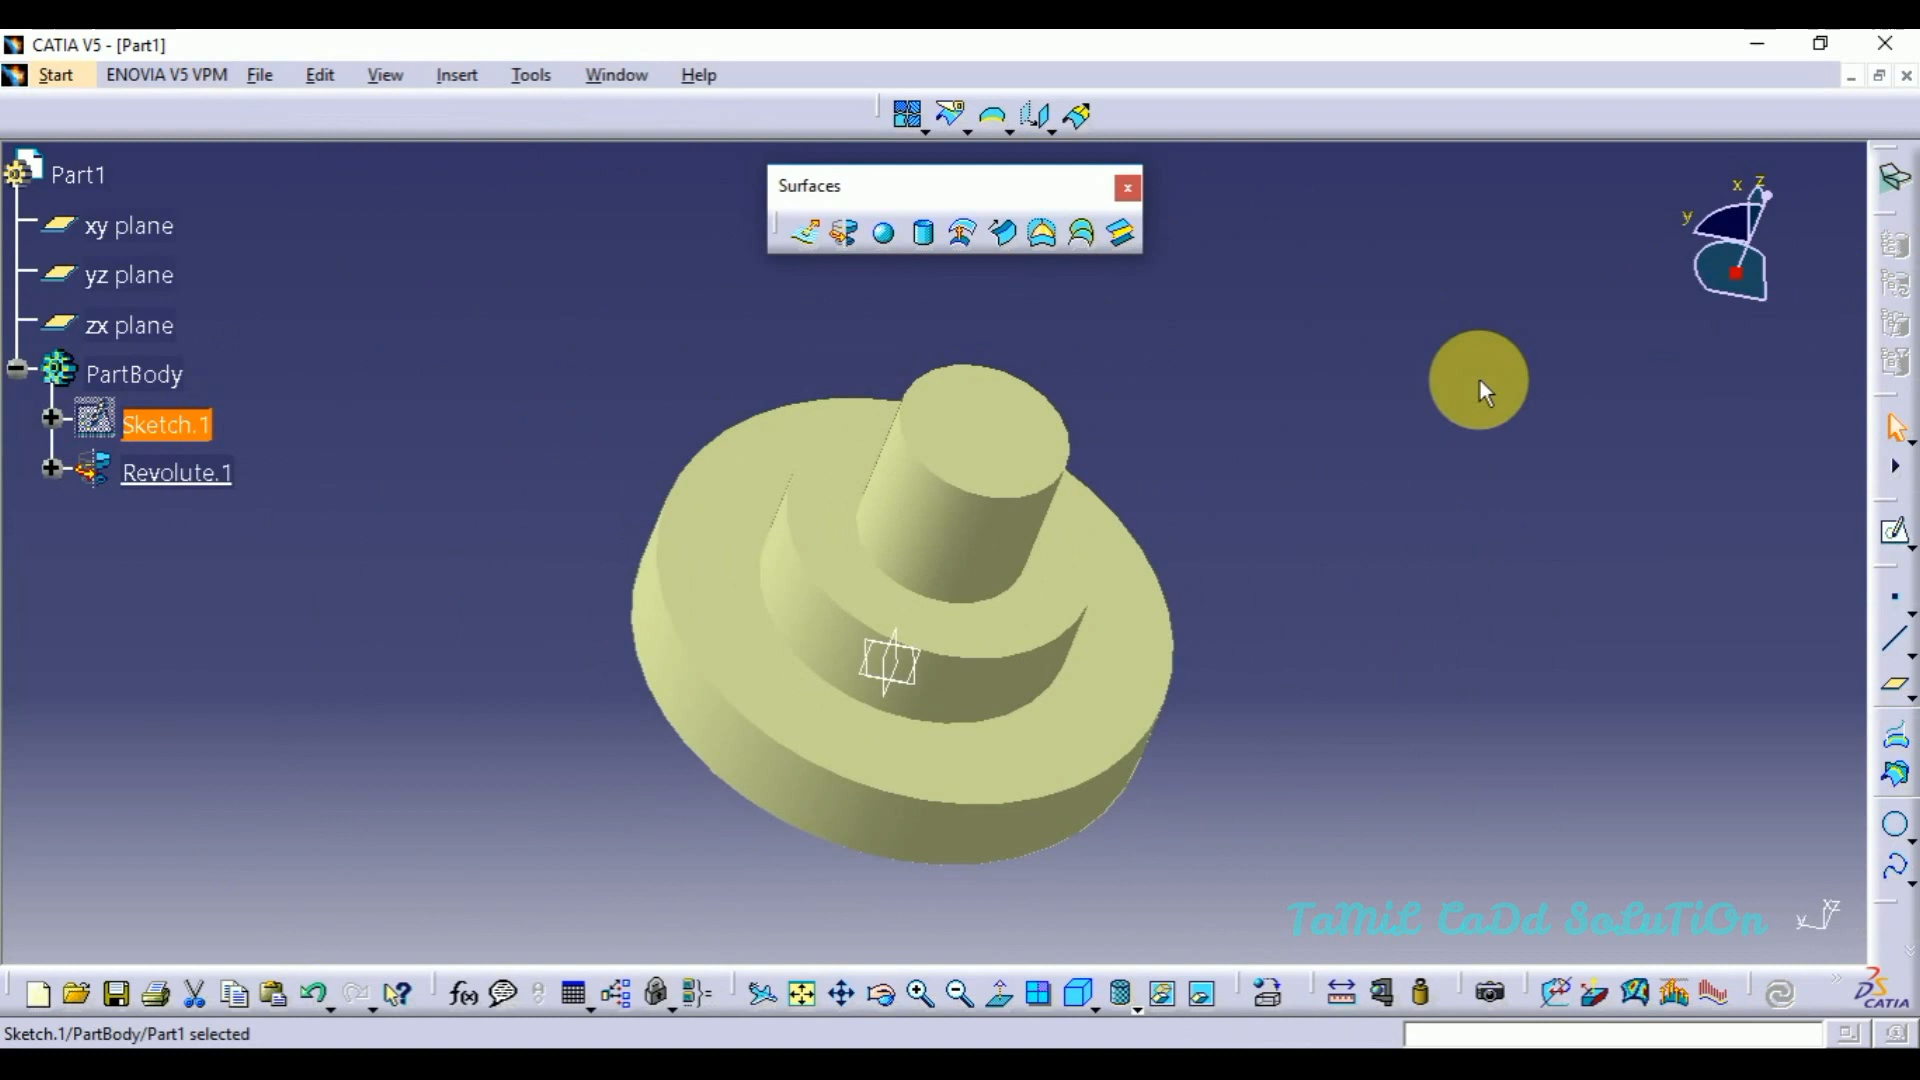 CATIA V5 - [Part1]
Start ENOVIA V5 VPM File Edit View Insert Tools Window Help
Surfaces
x
Part1
xy plane
yz plane
zx plane
PartBody
Sketch.1
Revolute.1
x z
y
TaMiL CaDd SoLuTiOn
f(x)
CATIA
Sketch.1/PartBody/Part1 selected